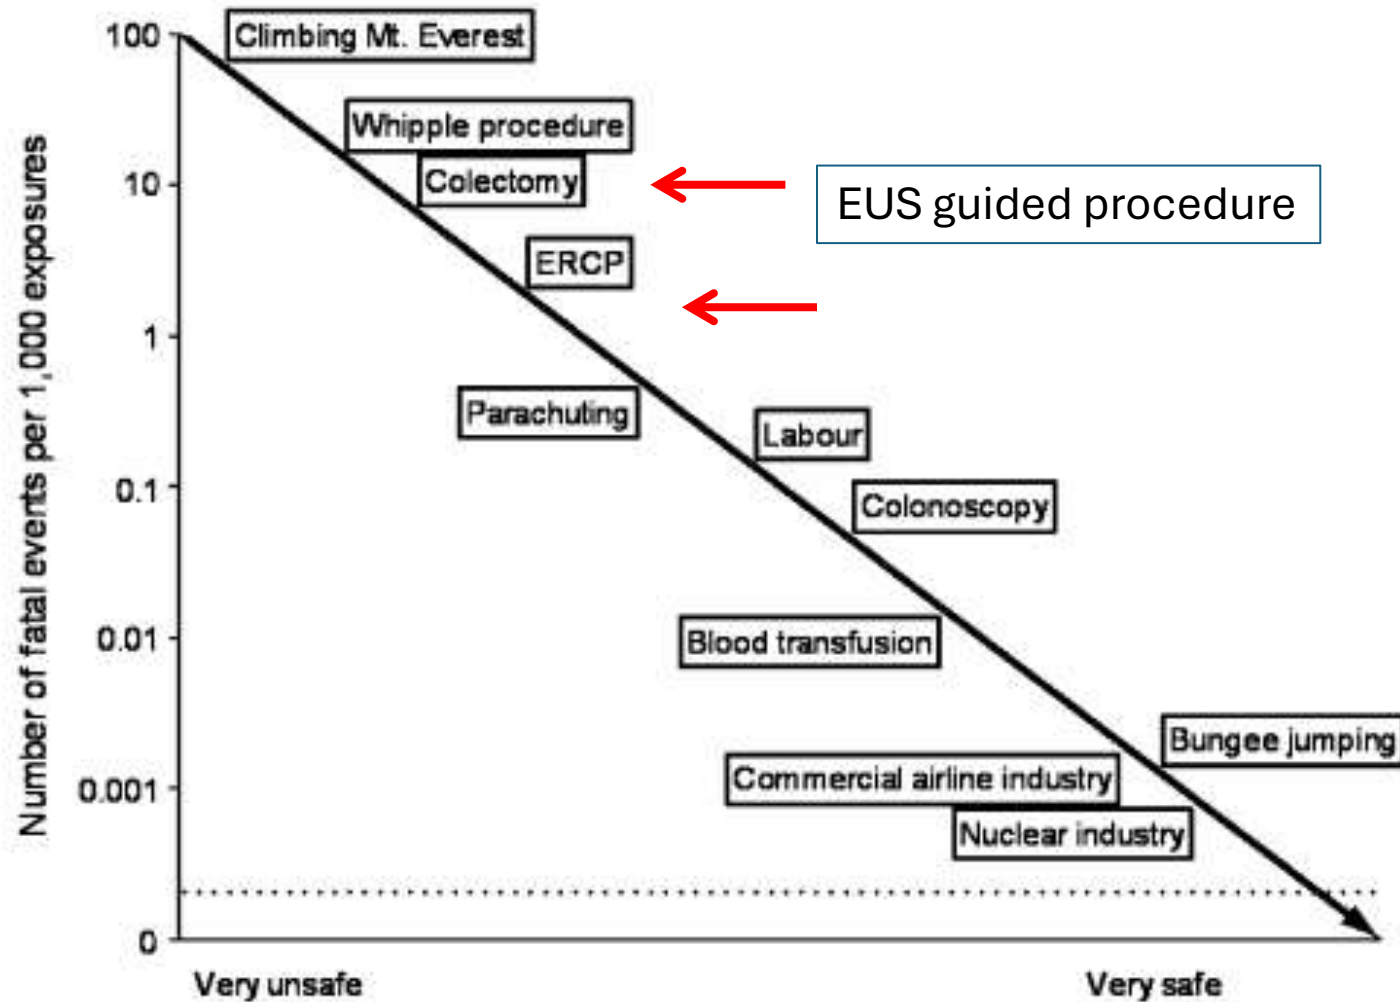 Number of fatal events per 1,000 exposures
100
10
1
0.1
0.01
0.001
0
Climbing Mt. Everest
Whipple procedure
Colectomy
EUS guided procedure
ERCP
Parachuting
Labour
Colonoscopy
Blood transfusion
Bungee jumping
Commercial airline industry
Nuclear industry
Very unsafe
Very safe